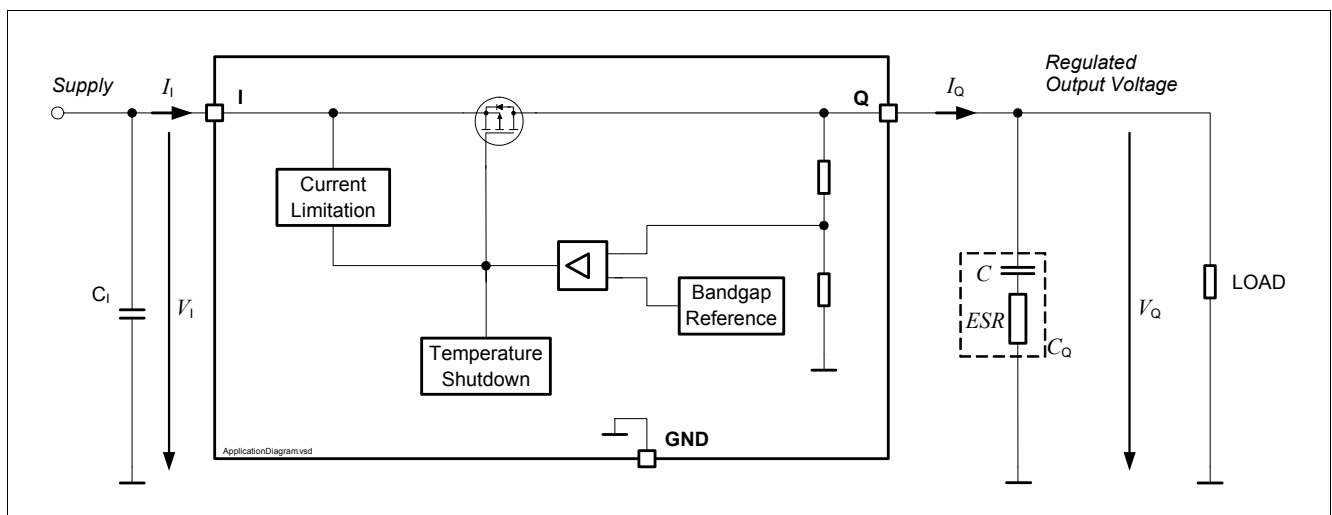 Supply
I_I
I
Q
I_Q
Regulated
Output Voltage
Current
Limitation
C_I
V_I
Bandgap
Reference
Temperature
Shutdown
C
ESR
C_Q
V_Q
LOAD
GND
ApplicationDiagram.vsd